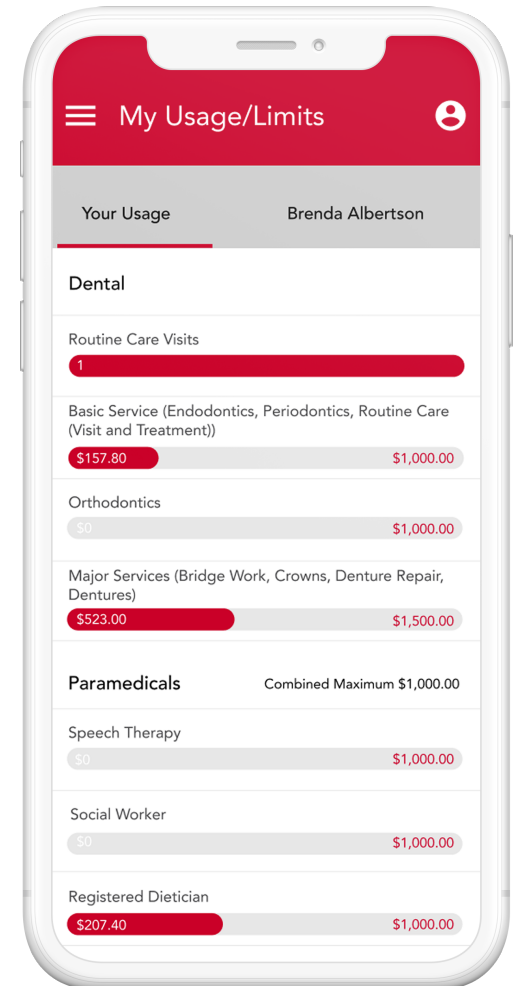 My Usage/Limits
Your Usage
Brenda Albertson
Dental
Routine Care Visits
1
Basic Service (Endodontics, Periodontics, Routine Care
(Visit and Treatment))
$157.80
$1,000.00
Orthodontics
$0
$1,000.00
Major Services (Bridge Work, Crowns, Denture Repair,
Dentures)
$523.00
$1,500.00
Paramedicals
Combined Maximum $1,000.00
Speech Therapy
$0
$1,000.00
Social Worker
$0
$1,000.00
Registered Dietician
$207.40
$1,000.00